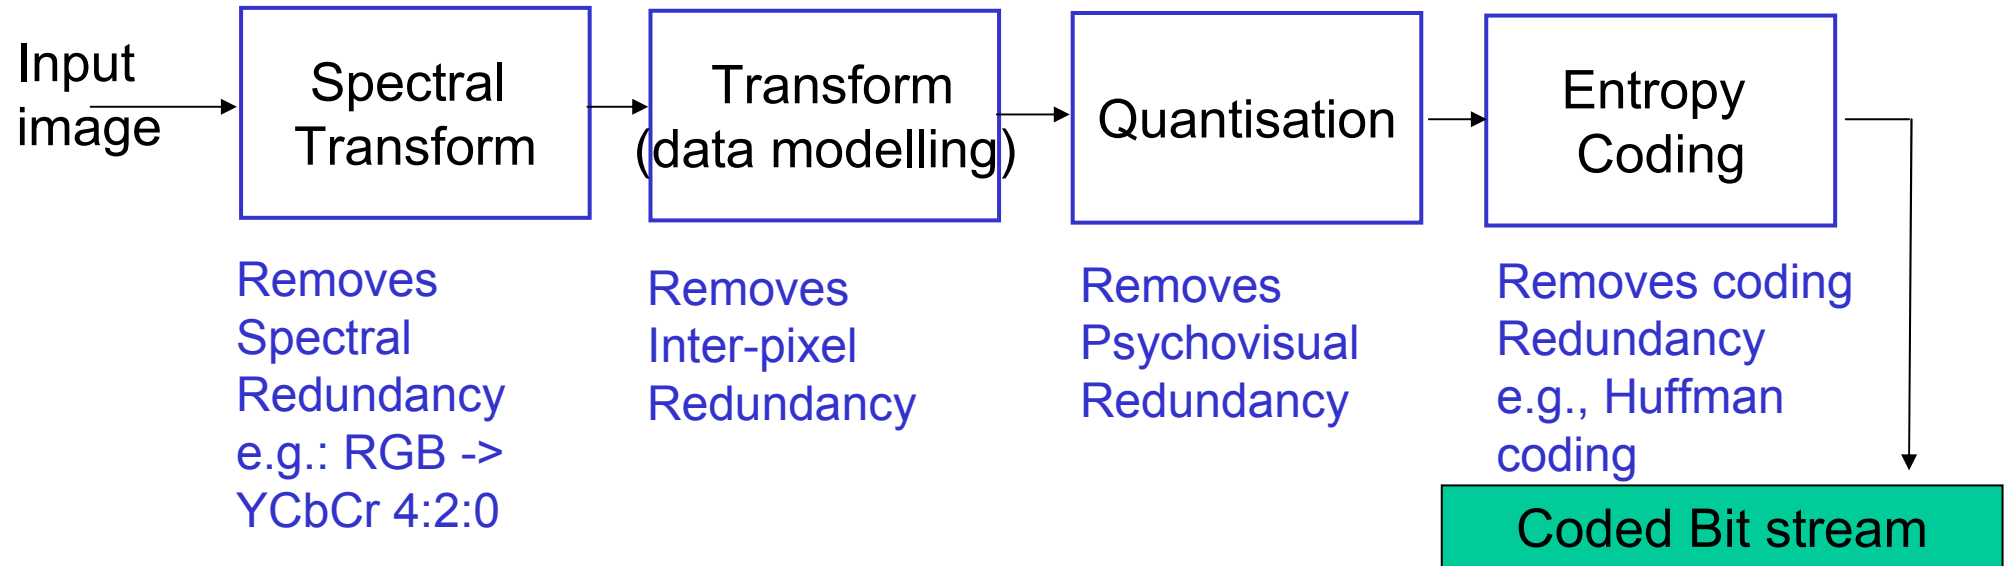 Input
image
Spectral
Transform
Transform
(data modelling)
Quantisation
Entropy
Coding
Removes
Spectral
Redundancy
e.g.: RGB ->
YCbCr 4:2:0
Removes
Inter-pixel
Redundancy
Removes
Psychovisual
Redundancy
Removes coding
Redundancy
e.g., Huffman
coding
Coded Bit stream